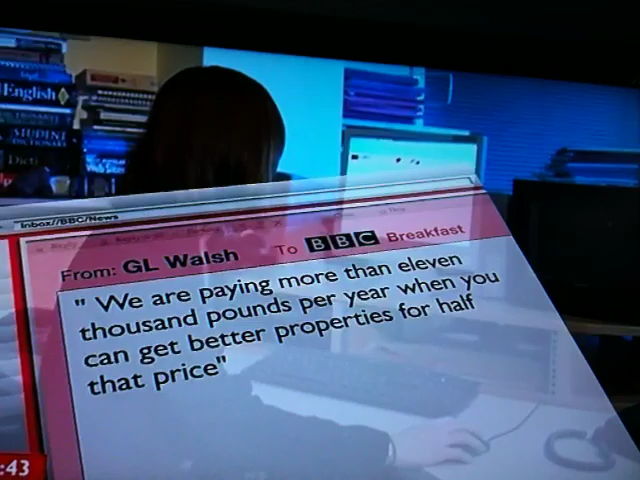 English
STUDENT
DICTIONARY
Dicti
Inbox//BBC/News
From: GL Walsh To BBC Breakfast
" We are paying more than eleven
thousand pounds per year when you
can get better properties for half
that price"
:43